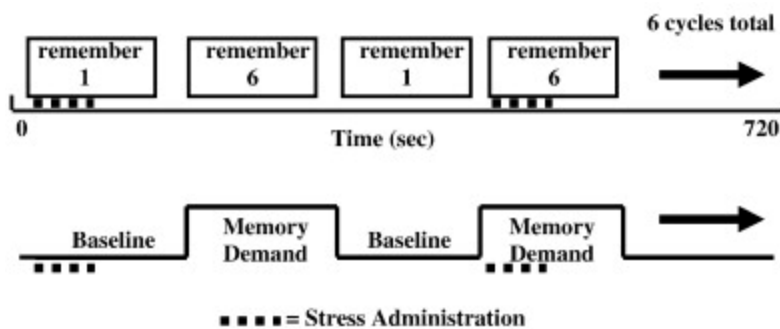 6 cycles total
remember
1
remember
6
remember
1
remember
6
0
Time (sec)
720
Baseline
Memory
Demand
Baseline
Memory
Demand
= Stress Administration